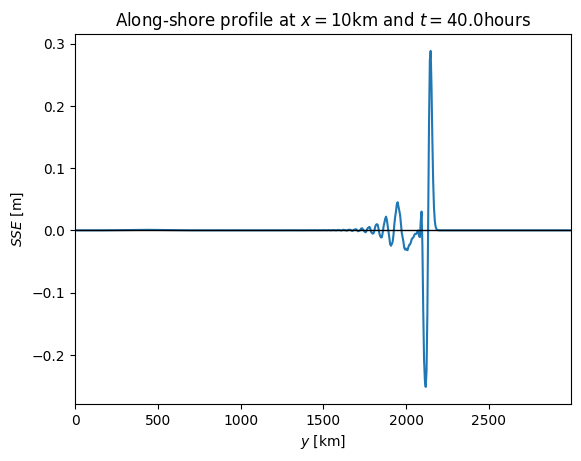 Along-shore profile at x = 10km and t = 40.0hours
0.3
0.2
0.1
0.0
−0.1
−0.2
SSE [m]
0 500 1000 1500 2000 2500
y [km]